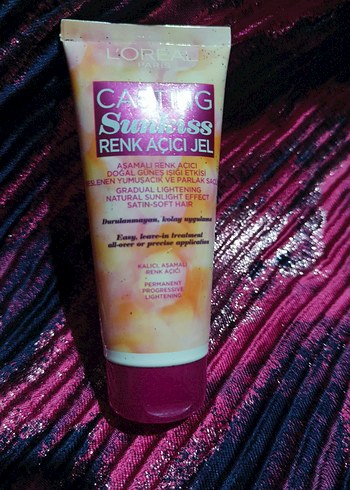 L'ORÉAL
PARIS
CASTING
Sunkiss
RENK AÇICI JEL
AŞAMALI RENK AÇICI
DOĞAL GÜNEŞ IŞIĞI ETKİSİ
BESLENEN YUMUŞACIK VE PARLAK SAÇ
GRADUAL LIGHTENING
NATURAL SUNLIGHT EFFECT
SATIN-SOFT HAIR
Durulanmayan, kolay uygulama
Easy, leave-in treatment
all-over or precise application
KALICI, AŞAMALI
RENK AÇICI
PERMANENT
PROGRESSIVE
LIGHTENING